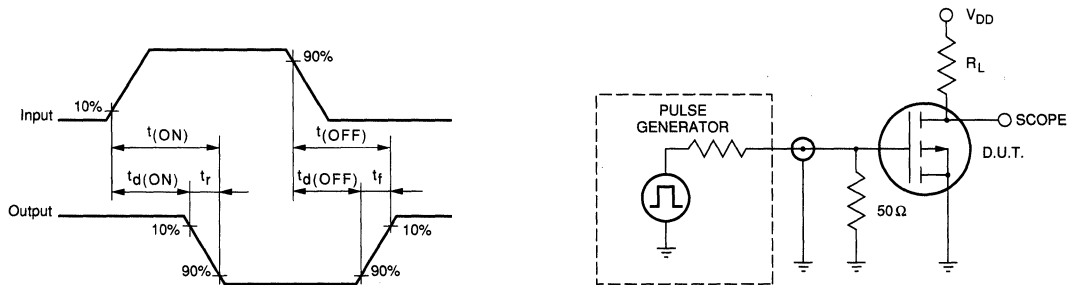 90%
10%
Input
t(ON)
t(OFF)
td(ON)
tr
td(OFF)
tf
Output
10%
10%
90%
90%
VDD
RL
PULSE
GENERATOR
SCOPE
D.U.T.
50Ω